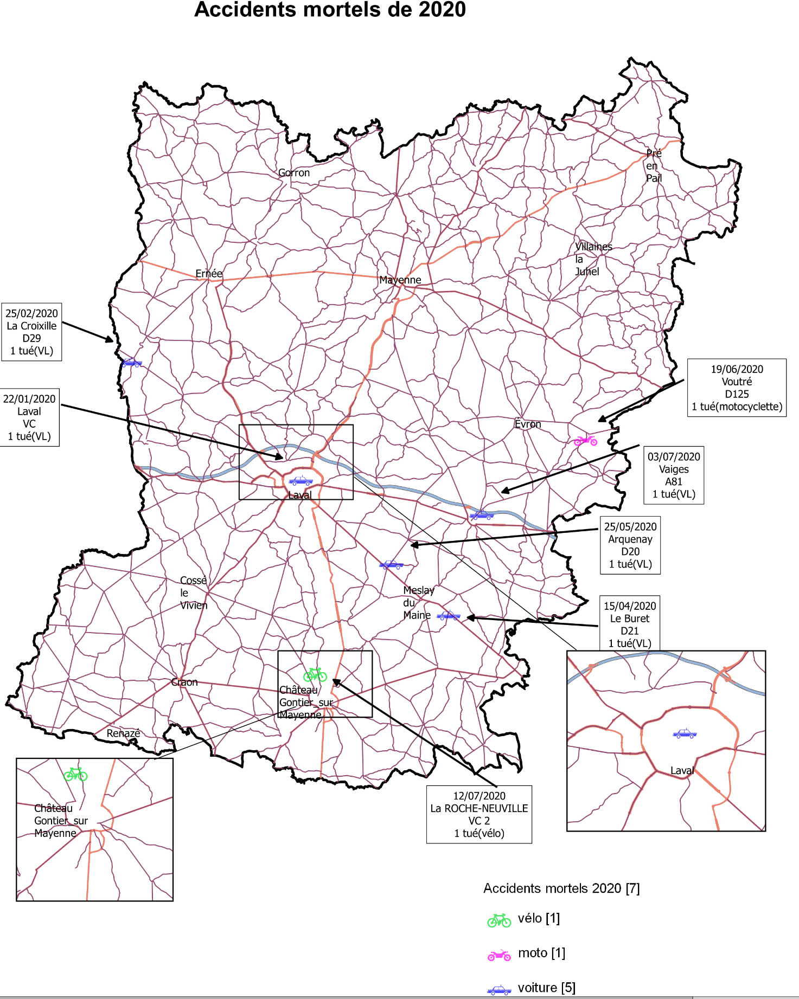 Accidents mortels de 2020
Pré
en
Pail
Gorron
Villaines
la
Juhel
Ernée
Mayenne
25/02/2020
La Croixille
D29
1 tué(VL)
19/06/2020
Voutré
D125
1 tué(motocyclette)
22/01/2020
Laval
VC
1 tué(VL)
Évron
03/07/2020
Vaiges
A81
1 tué(VL)
Laval
25/05/2020
Arquenay
D20
1 tué(VL)
Cossé
le
Vivien
Meslay
du
Maine
15/04/2020
Le Buret
D21
1 tué(VL)
Craon
Château
Gontier_sur
Mayenne
Renazé
Laval
12/07/2020
La ROCHE-NEUVILLE
VC 2
1 tué(vélo)
Château
Gontier_sur
Mayenne
Accidents mortels 2020 [7]
vélo [1]
moto [1]
voiture [5]